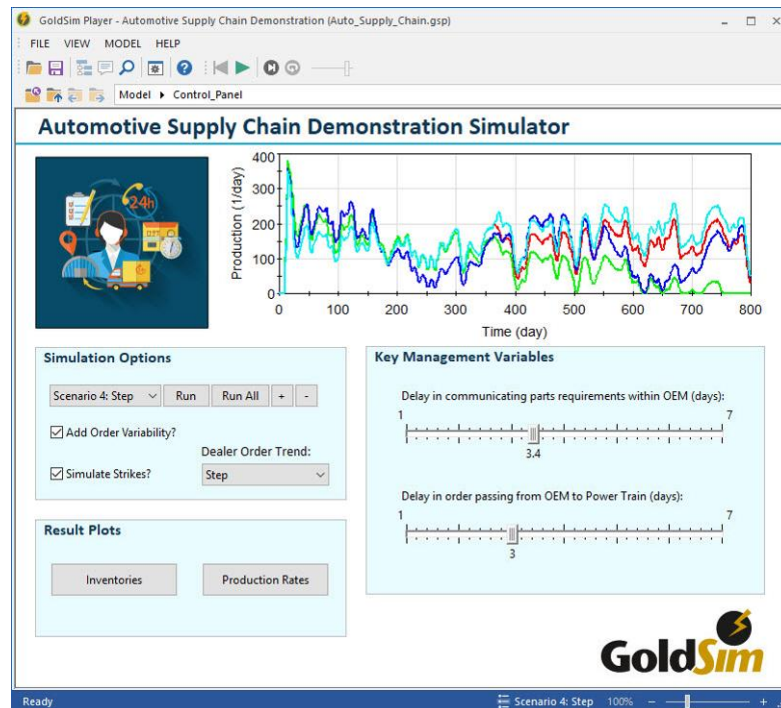 GoldSim Player - Automotive Supply Chain Demonstration (Auto_Supply_Chain.gsp)
FILE VIEW MODEL HELP
Model Control_Panel
Automotive Supply Chain Demonstration Simulator
24h
Production (1/day)
400
300
200
100
0
0 100 200 300 400 500 600 700 800
Time (day)
Simulation Options
Scenario 4: Step Run Run All + -
Add Order Variability?
Dealer Order Trend:
Simulate Strikes? Step
Result Plots
Inventories Production Rates
Key Management Variables
Delay in communicating parts requirements within OEM (days):
1 7
3.4
Delay in order passing from OEM to Power Train (days):
1 7
3
GoldSim
Ready Scenario 4: Step 100% - +